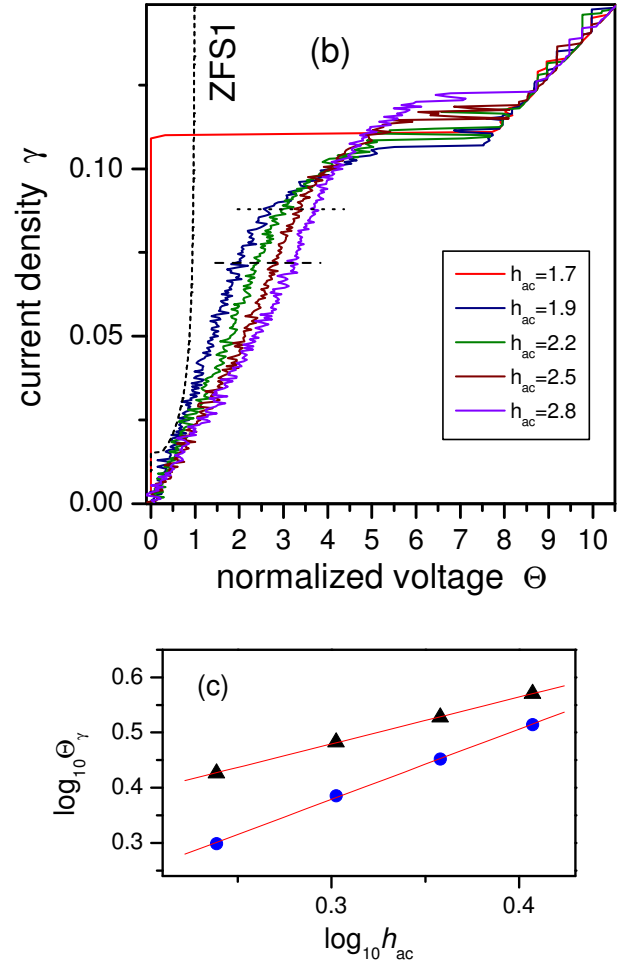 (b)
ZFS1
0.10
0.05
0.00
current density γ
h_ac=1.7
h_ac=1.9
h_ac=2.2
h_ac=2.5
h_ac=2.8
0 1 2 3 4 5 6 7 8 9 10
normalized voltage Θ
(c)
0.6
0.5
0.4
0.3
log₁₀Θ_γ
0.3 0.4
log₁₀h_ac